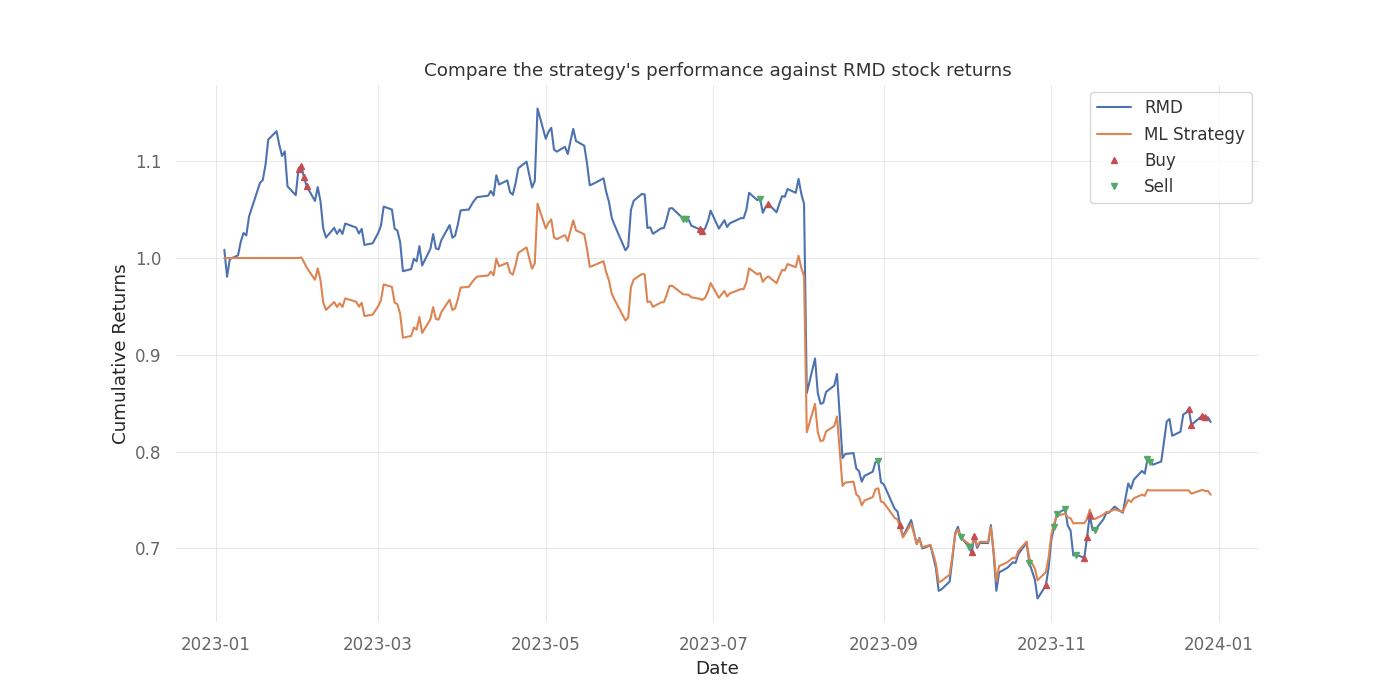 Compare the strategy's performance against RMD stock returns
RMD
ML Strategy
Buy
Sell
Cumulative Returns
1.1
1.0
0.9
0.8
0.7
2023-01
2023-03
2023-05
2023-07
2023-09
2023-11
2024-01
Date